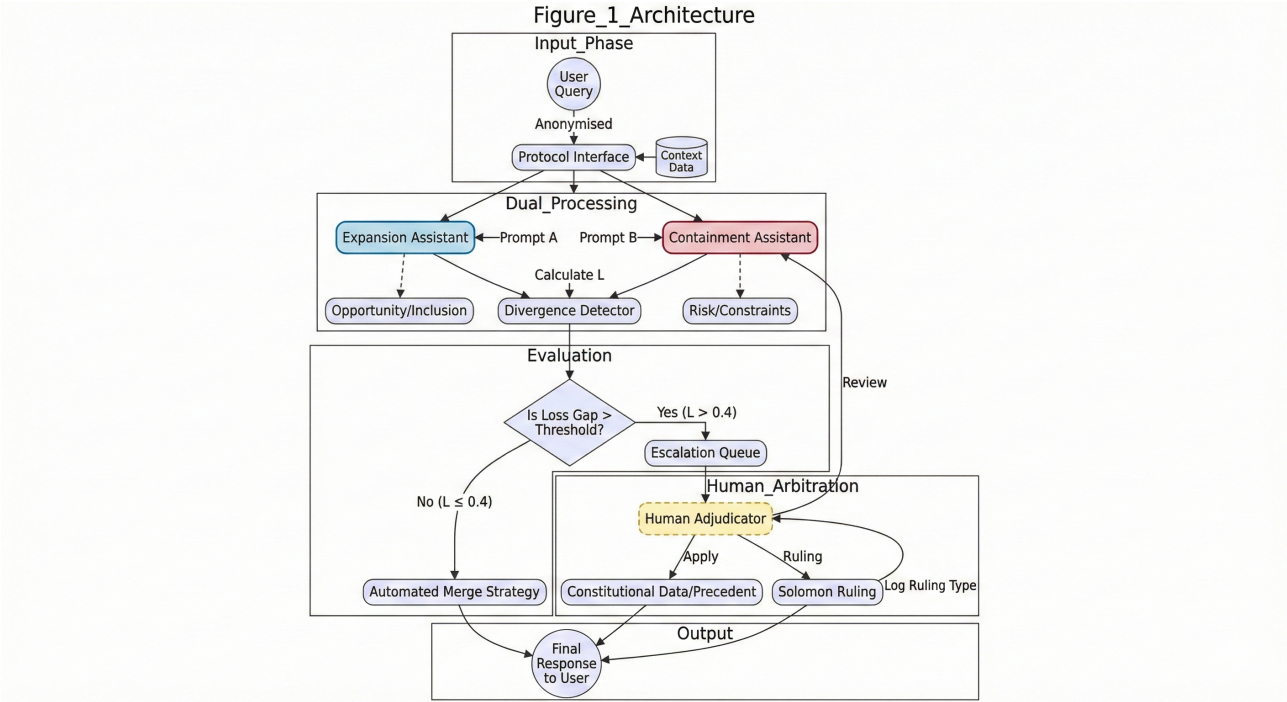 Figure_1_Architecture
Input_Phase
User
Query
Anonymised
Protocol Interface
Context
Data
Dual_Processing
Expansion Assistant
Prompt A
Prompt B
Containment Assistant
Calculate L
Opportunity/Inclusion
Divergence Detector
Risk/Constraints
Evaluation
Review
Is Loss Gap >
Threshold?
Yes (L > 0.4)
Escalation Queue
No (L ≤ 0.4)
Human_Arbitration
Human Adjudicator
Apply
Ruling
Automated Merge Strategy
Constitutional Data/Precedent
Solomon Ruling
Log Ruling Type
Output
Final
Response
to User